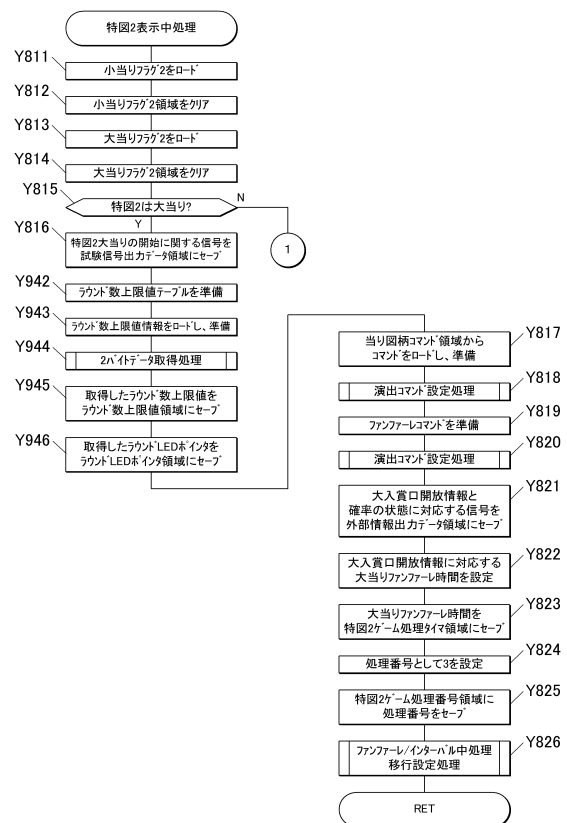 特図2表示中処理
Y811
小当りフラグ2をロード
Y812
小当りフラグ2領域をクリア
Y813
大当りフラグ2をロード
Y814
大当りフラグ2領域をクリア
Y815
特図2は大当り?
N
Y
1
Y816
特図2大当りの開始に関する信号を
試験信号出力データ領域にセーブ
Y942
ラウンド数上限値テーブルを準備
Y943
ラウンド数上限値情報をロードし、準備
Y944
2バイトデータ取得処理
Y945
取得したラウンド数上限値を
ラウンド数上限値領域にセーブ
Y946
取得したラウンドLEDポインタを
ラウンドLEDポインタ領域にセーブ
当り図柄コマンド領域から
コマンドをロードし、準備
Y817
演出コマンド設定処理
Y818
ファンファーレコマンドを準備
Y819
演出コマンド設定処理
Y820
大入賞口開放情報と
確率の状態に対応する信号を
外部情報出力データ領域にセーブ
Y821
大入賞口開放情報に対応する
大当りファンファーレ時間を設定
Y822
大当りファンファーレ時間を
特図2ゲーム処理タイマ領域にセーブ
Y823
処理番号として3を設定
Y824
特図2ゲーム処理番号領域に
処理番号をセーブ
Y825
ファンファーレ/インターバル中処理
移行設定処理
Y826
RET